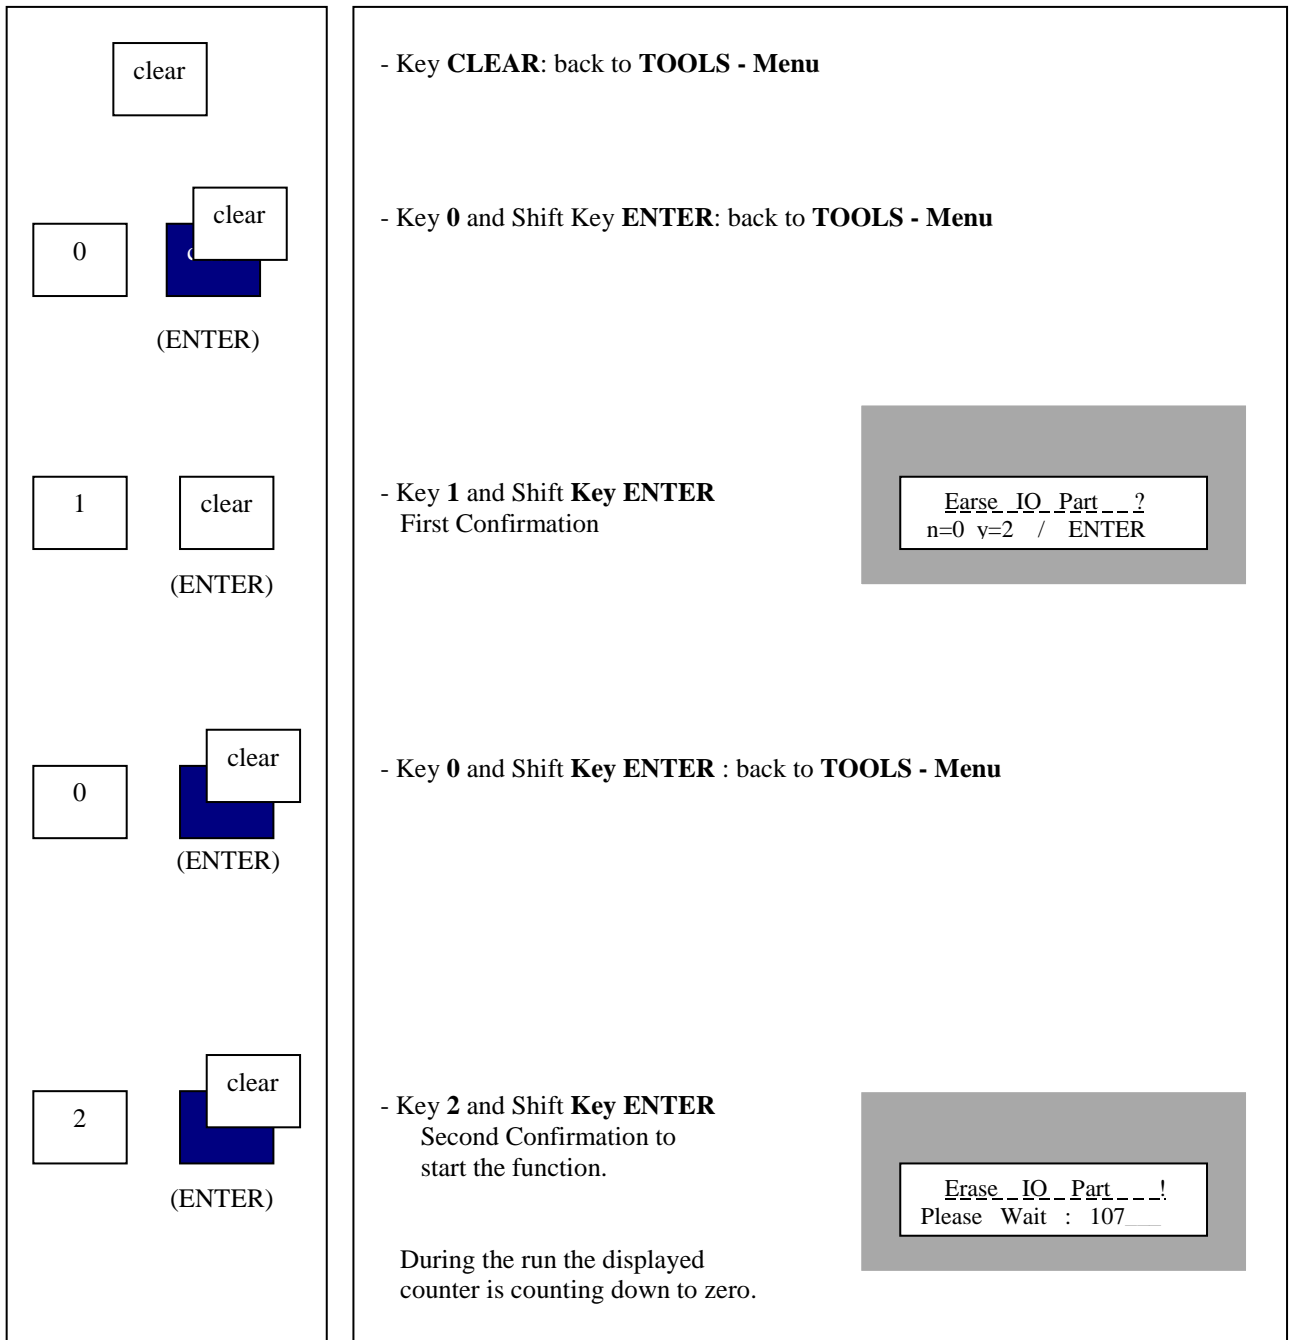 clear
- Key CLEAR: back to TOOLS - Menu
clear
0
(ENTER)
- Key 0 and Shift Key ENTER: back to TOOLS - Menu
1
clear
(ENTER)
- Key 1 and Shift Key ENTER
First Confirmation
Earse IO Part ?
n=0 y=2 / ENTER
clear
0
(ENTER)
- Key 0 and Shift Key ENTER : back to TOOLS - Menu
clear
2
(ENTER)
- Key 2 and Shift Key ENTER
Second Confirmation to
start the function.
Erase IO Part !
Please Wait : 107
During the run the displayed
counter is counting down to zero.